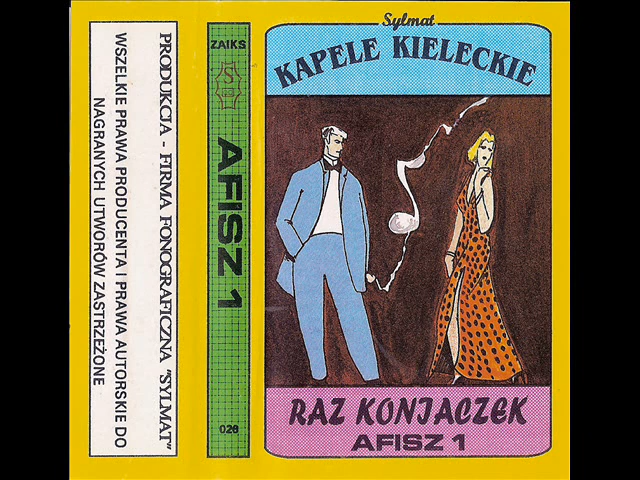 PRODUKCJA - FIRMA FONOGRAFICZNA "SYLMAT"
WSZELKIE PRAWA PRODUCENTA I PRAWA AUTORSKIE DO
NAGRANYCH UTWORÓW ZASTRZEŻONE
ZAIKS
S
AFISZ 1
028
Sylmat
KAPELE KIELECKIE
RAZ KONIACZEK
AFISZ 1